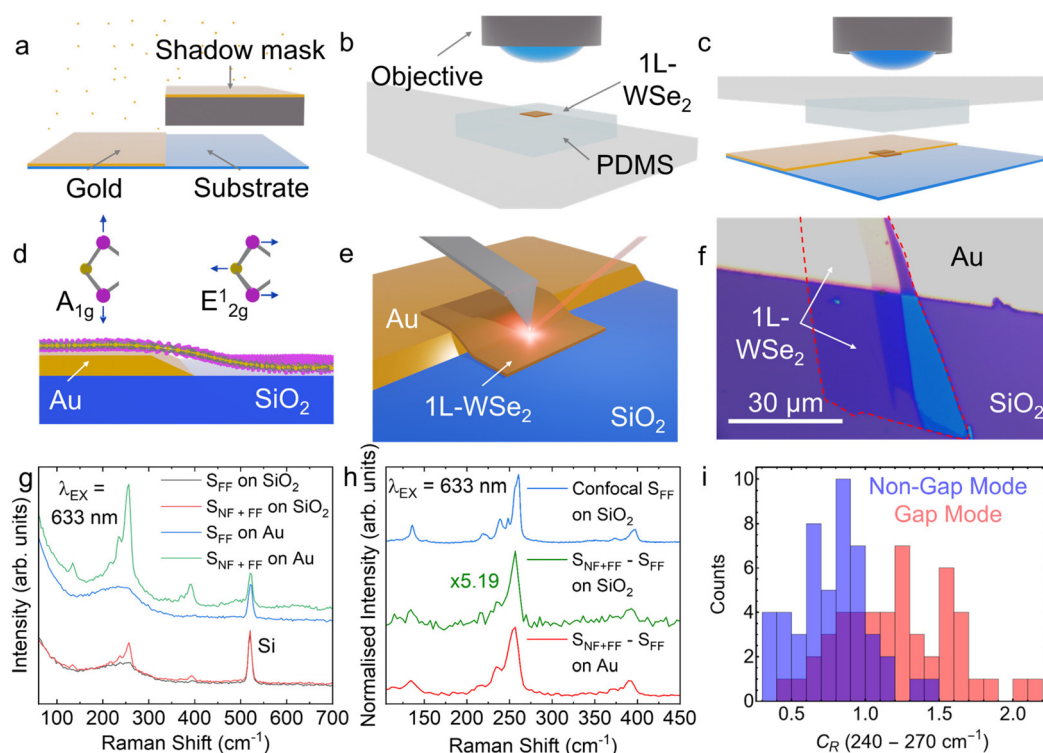 a
Shadow mask
Gold
Substrate
b
Objective
1L-
WSe₂
PDMS
c
d
A₁g
E¹₂g
Au
SiO₂
e
Au
1L-WSe₂
SiO₂
f
Au
1L-
WSe₂
30 μm
SiO₂
g
λEX =
633 nm
SFF on SiO₂
SNF + FF on SiO₂
SFF on Au
SNF + FF on Au
Si
Intensity (arb. units)
100 200 300 400 500 600 700
Raman Shift (cm⁻¹)
h
λEX = 633 nm
Confocal SFF
on SiO₂
x5.19
SNF+FF - SFF
on SiO₂
SNF+FF - SFF
on Au
Normalised Intensity (arb. units)
150 200 250 300 350 400 450
Raman Shift (cm⁻¹)
i
Non-Gap Mode
Gap Mode
Counts
10
8
6
4
2
0
0.5 1.0 1.5 2.0
CR (240 – 270 cm⁻¹)